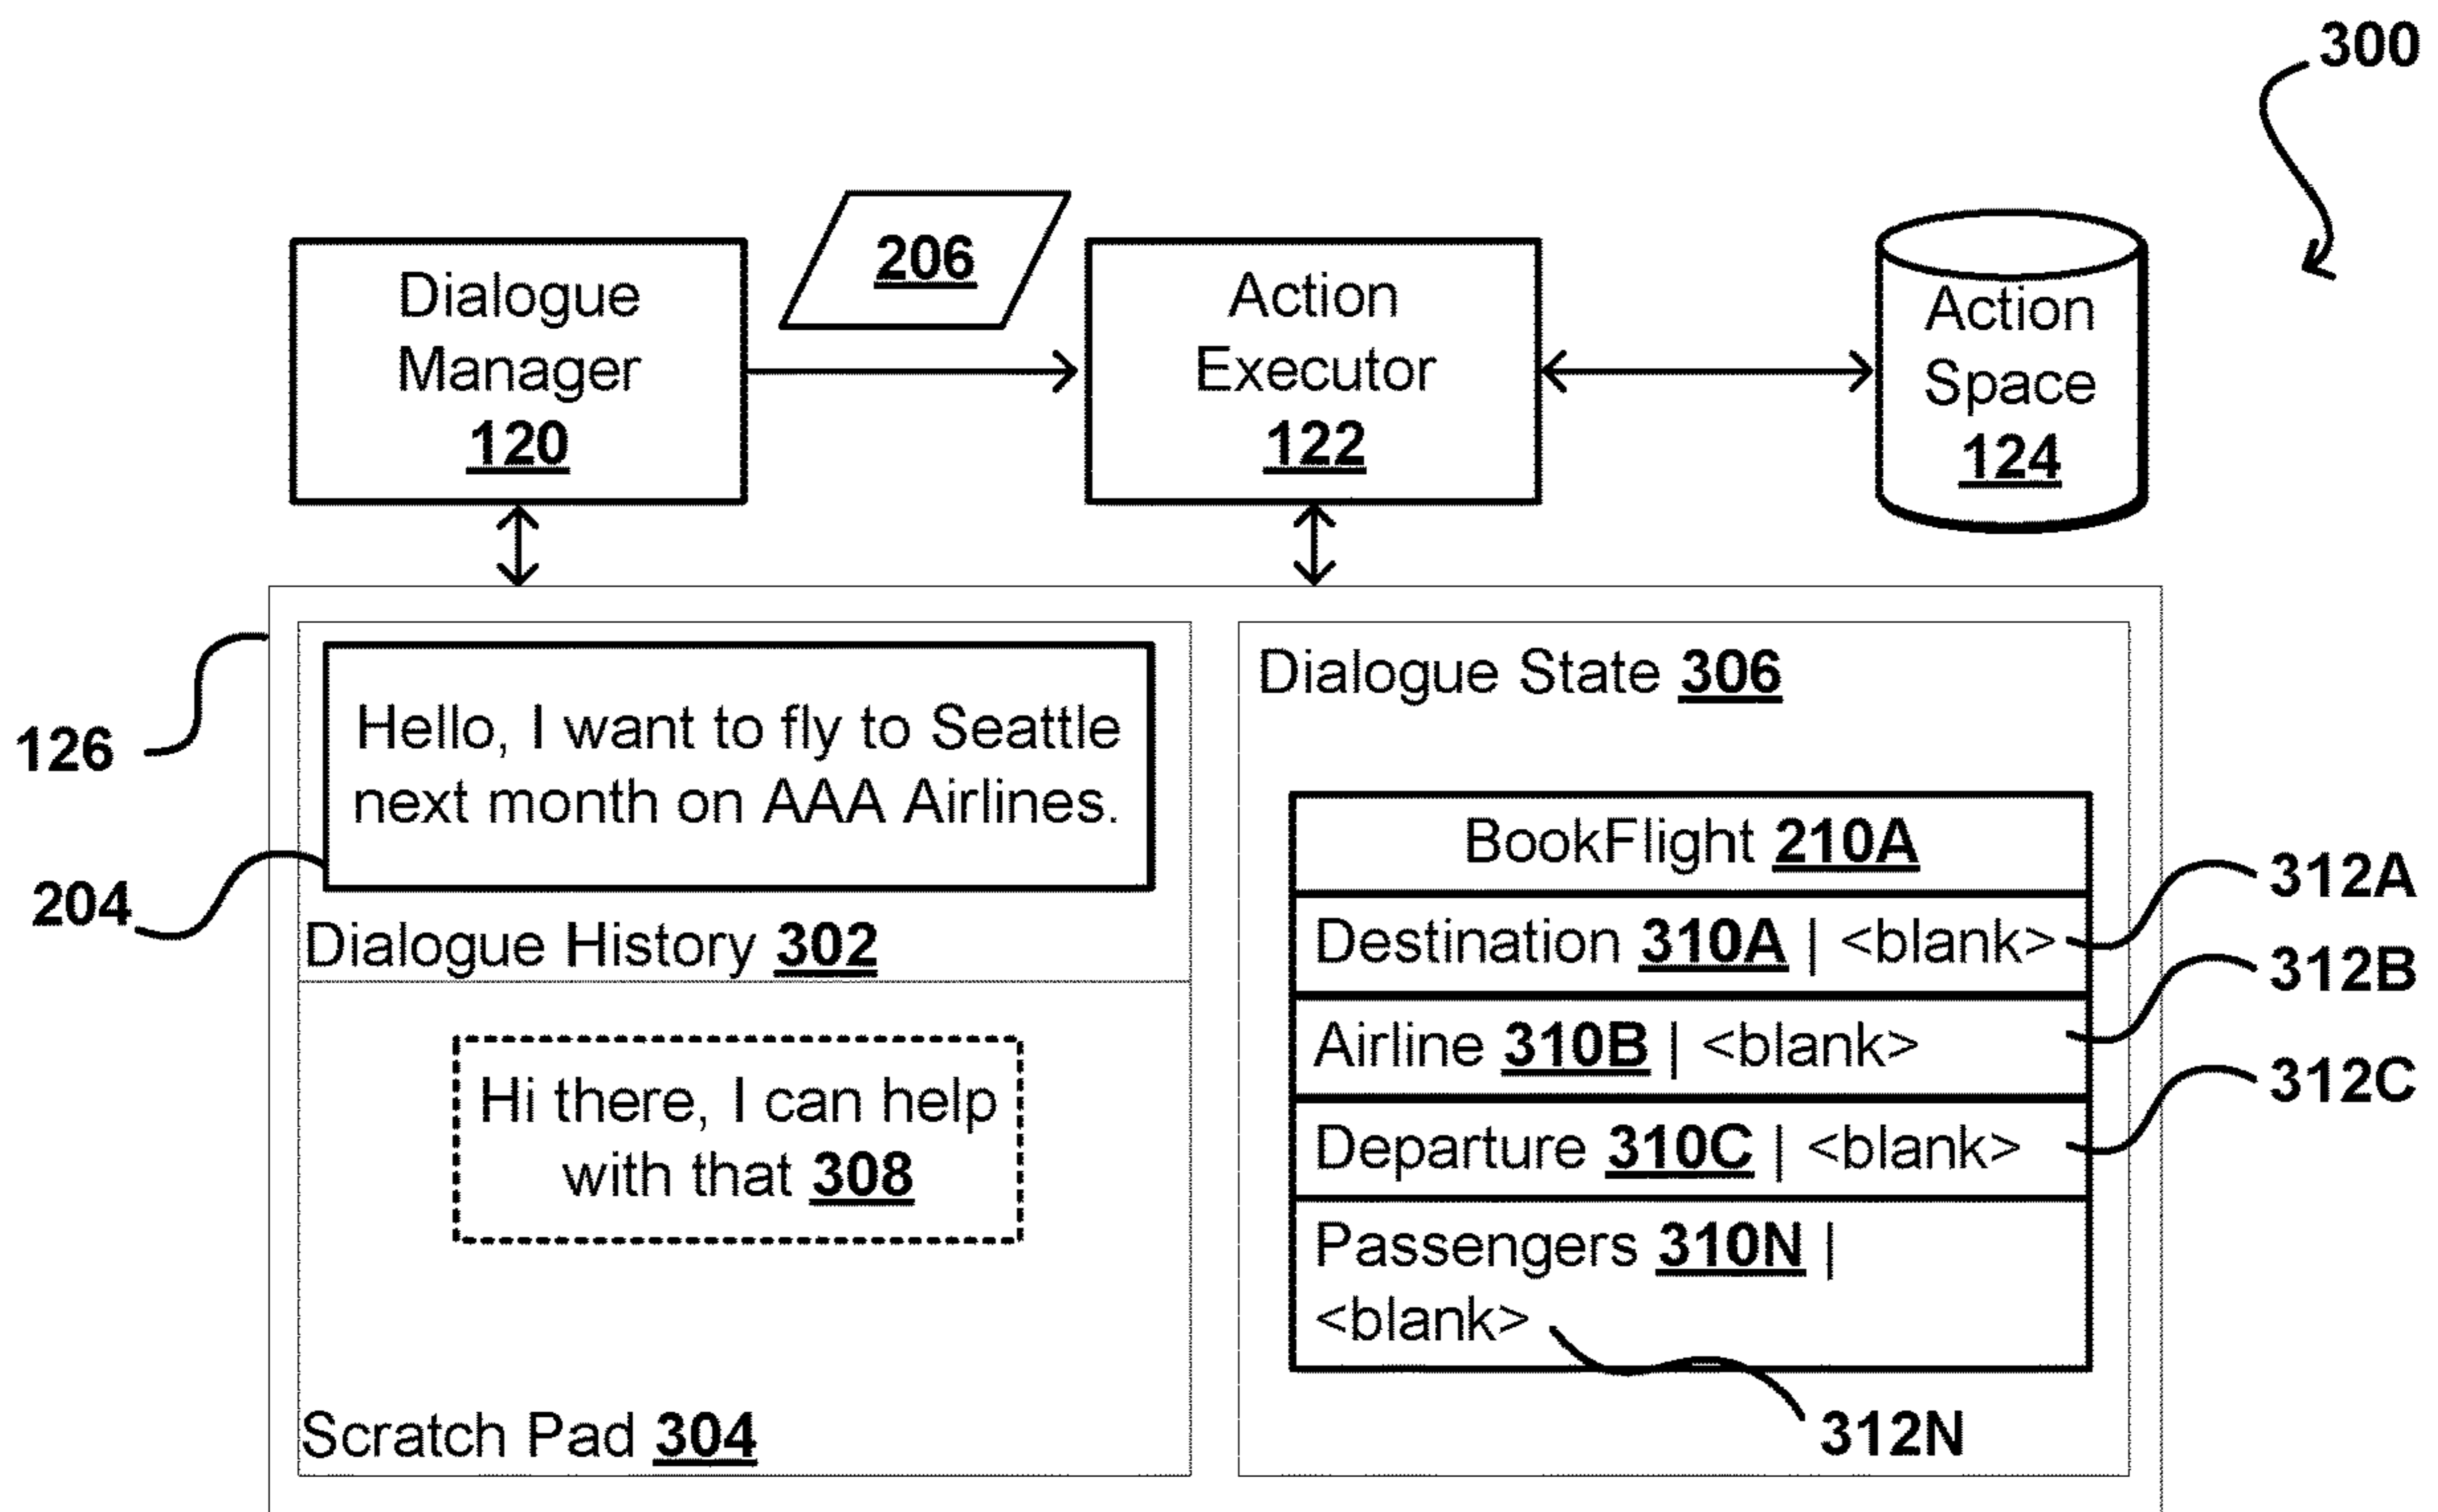 300
206
Dialogue
Manager
120
Action
Executor
122
Action
Space
124
126
Hello, I want to fly to Seattle
next month on AAA Airlines.
204
Dialogue History 302
Hi there, I can help
with that 308
Scratch Pad 304
Dialogue State 306
BookFlight 210A
Destination 310A | <blank>
312A
Airline 310B | <blank>
312B
Departure 310C | <blank>
312C
Passengers 310N |
<blank>
312N